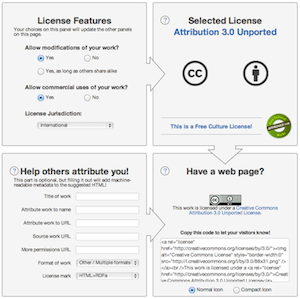 License Features
Your choices on this panel will update the other panels
on this page.
Allow modifications of your work?
Yes
No
Yes, as long as others share alike
Allow commercial uses of your work?
Yes
No
License Jurisdiction:
International
Selected License
Attribution 3.0 Unported
This is a Free Culture License!
Help others attribute you!
This part is optional, but filling it out will add machine-
readable metadata to the suggested HTML!
Title of work
Attribute work to name
Attribute work to URL
Source work URL
More permissions URL
Format of work
Other / Multiple formats
License mark
HTML+RDFa
Have a web page?
This work is licensed under a Creative Commons
Attribution 3.0 Unported License.
Copy this code to let your visitors know!
<a rel="license"
href="http://creativecommons.org/licenses/by/3.0/"><img
alt="Creative Commons License" style="border-width:0"
src="http://i.creativecommons.org/l/by/3.0/88x31.png" />
</a><br />This work is licensed under a <a rel="license"
href="http://creativecommons.org/licenses/by/3.0/">Creative
Normal Icon
Compact Icon